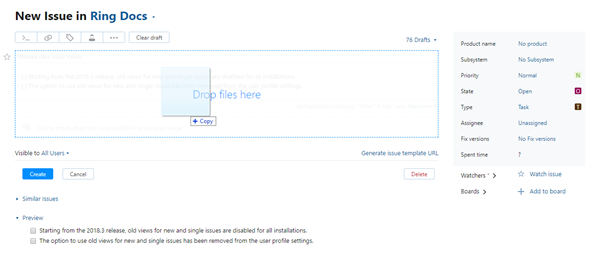 New Issue in Ring Docs
Clear draft
76 Drafts
Drop files here
Copy
Visible to All Users
Generate issue template URL
Create
Cancel
Delete
Similar issues
Preview
Starting from the 2018.3 release, old views for new and single issues are disabled for all installations.
The option to use old views for new and single issues has been removed from the user profile settings.
Product name No product
Subsystem No Subsystem
Priority Normal N
State Open O
Type Task T
Assignee Unassigned
Fix versions No Fix versions
Spent time ?
Watchers Watch issue
Boards Add to board